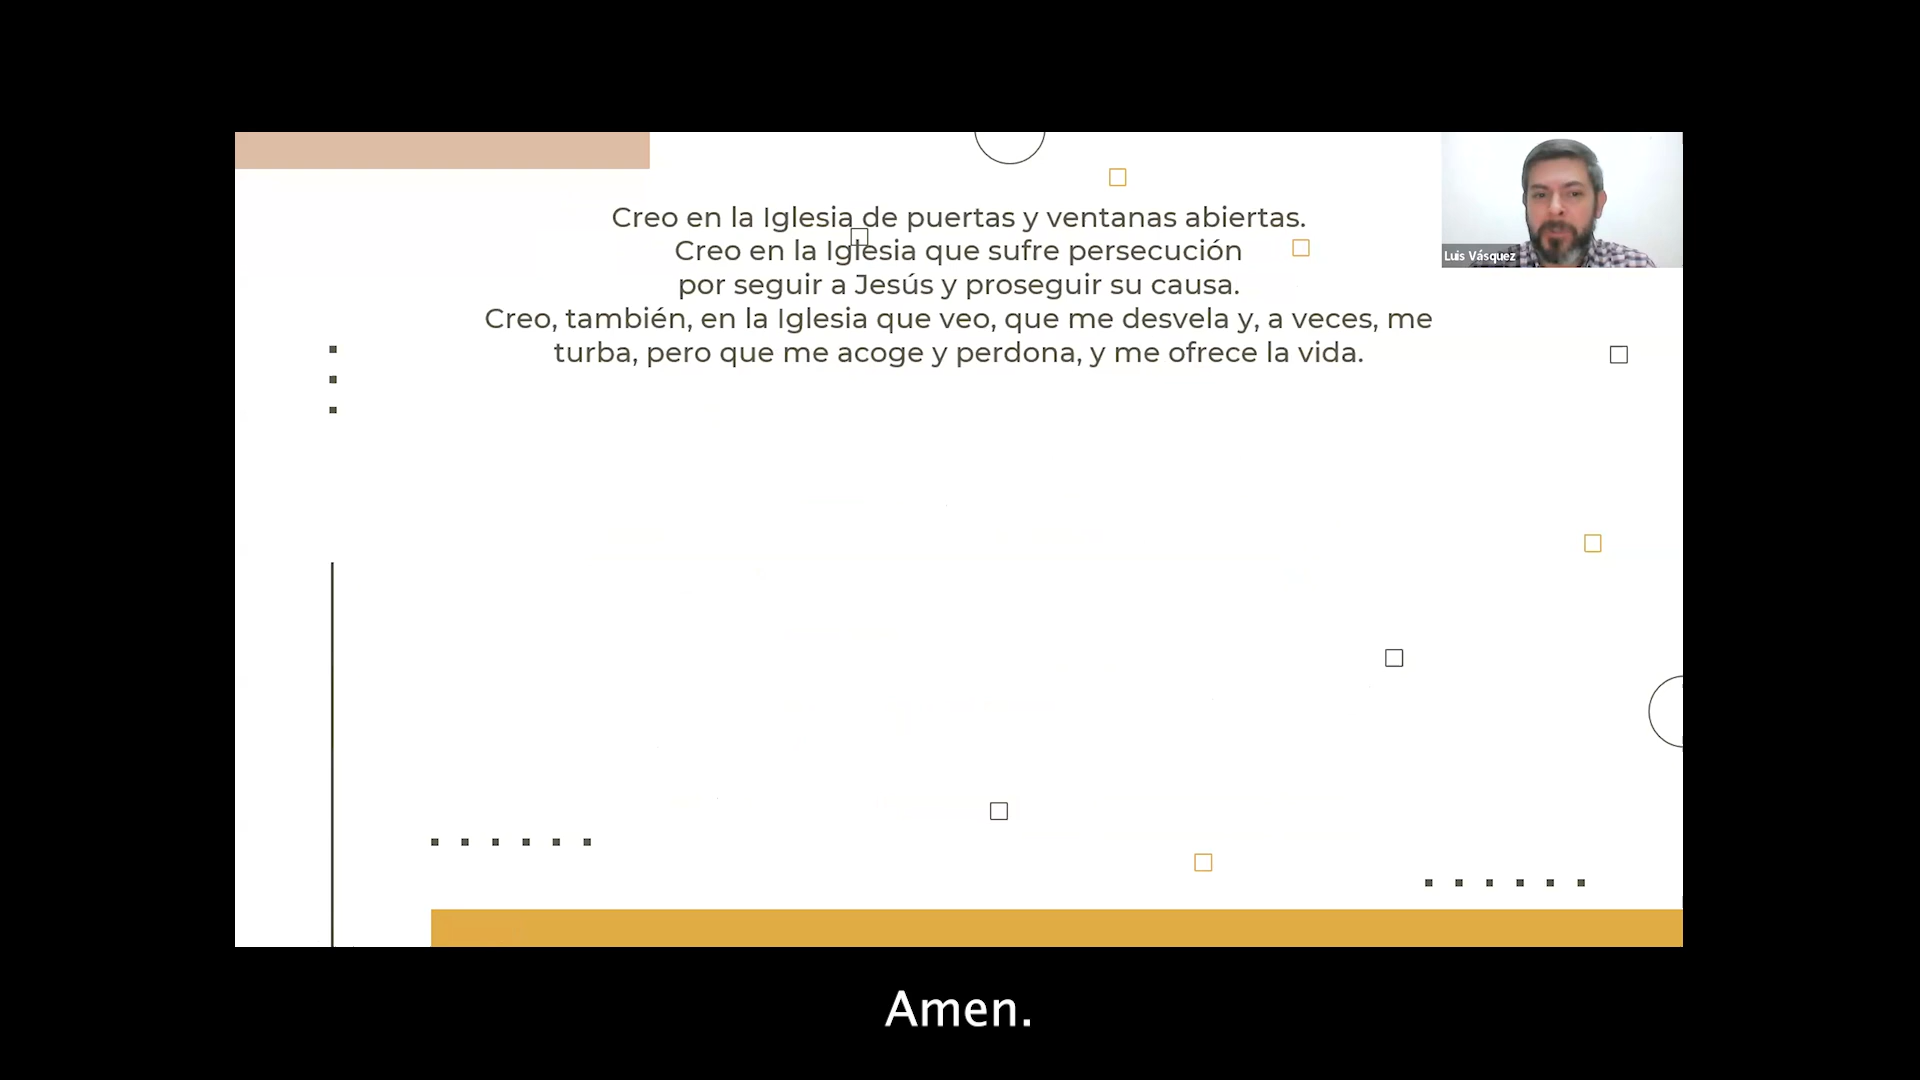 Creo en la Iglesia de puertas y ventanas abiertas.
Creo en la Iglesia que sufre persecución
por seguir a Jesús y proseguir su causa.
Creo, también, en la Iglesia que veo, que me desvela y, a veces, me
turba, pero que me acoge y perdona, y me ofrece la vida.
Luis Vásquez
Amen.